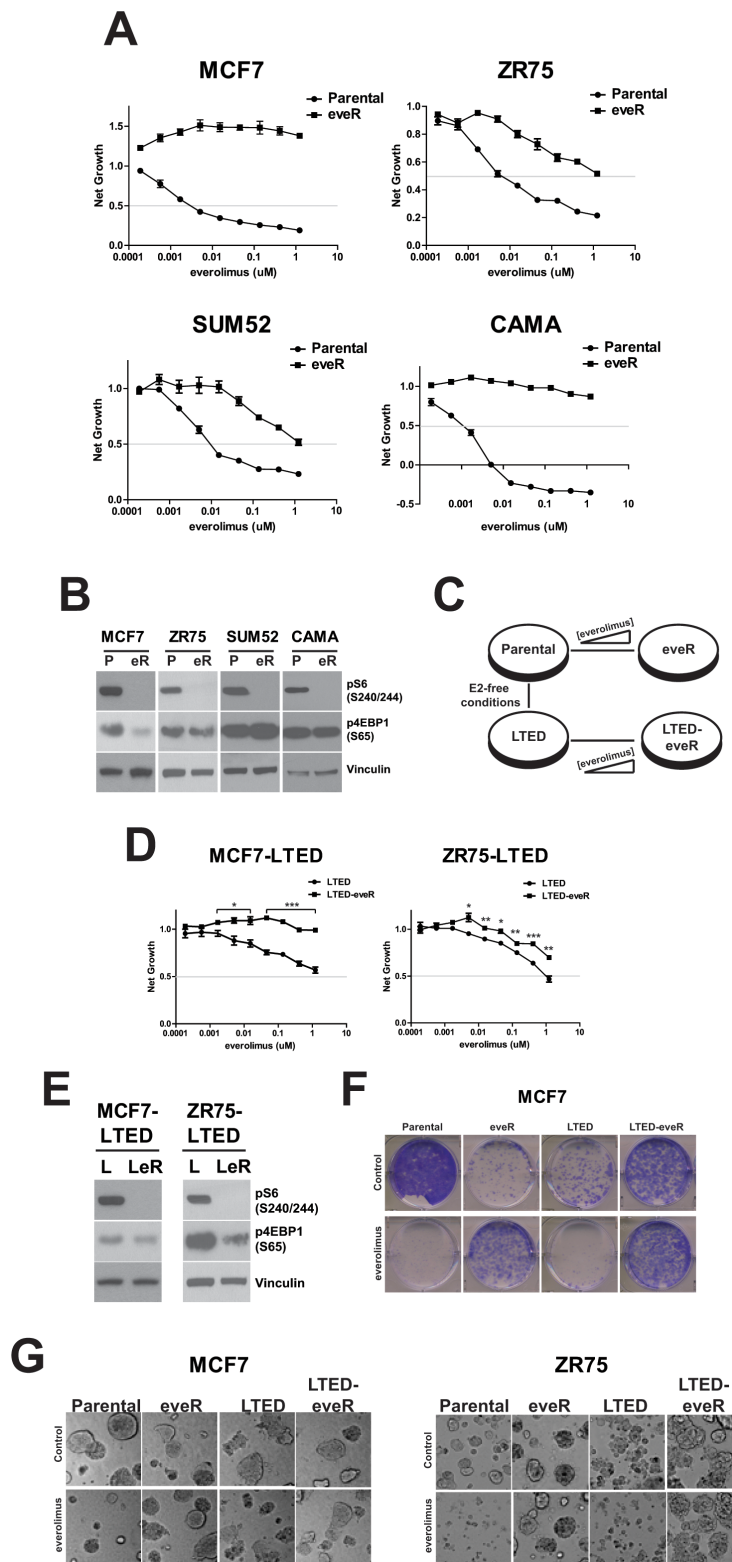 A
MCF7
Parental
eveR
Net Growth
1.5
1.0
0.5
0.0
0.0001 0.001 0.01 0.1 1 10
everolimus (uM)
ZR75
Parental
eveR
Net Growth
1.0
0.8
0.6
0.4
0.2
0.0
0.0001 0.001 0.01 0.1 1 10
everolimus (uM)
SUM52
Parental
eveR
Net Growth
1.0
0.5
0.0
0.0001 0.001 0.01 0.1 1 10
everolimus (uM)
CAMA
Parental
eveR
Net Growth
1.0
0.5
0.0
-0.5
0.001 0.01 0.1 1 10
everolimus (uM)
B
MCF7 ZR75 SUM52 CAMA
P eR P eR P eR P eR
pS6
(S240/244)
p4EBP1
(S65)
Vinculin
C
[everolimus]
Parental
eveR
E2-free
conditions
LTED
LTED-
eveR
[everolimus]
D
MCF7-LTED
LTED
LTED-eveR
* ***
Net Growth
1.0
0.5
0.0
0.0001 0.001 0.01 0.1 1 10
everolimus (uM)
ZR75-LTED
LTED
LTED-eveR
* ** * ** *** **
Net Growth
1.0
0.5
0.0
0.0001 0.001 0.01 0.1 1 10
everolimus (uM)
E
MCF7-
LTED
ZR75-
LTED
L LeR L LeR
pS6
(S240/244)
p4EBP1
(S65)
Vinculin
F
MCF7
Parental eveR LTED LTED-eveR
Control
everolimus
G
MCF7
Parental eveR LTED LTED-
eveR
Control
everolimus
ZR75
Parental eveR LTED LTED-
eveR
Control
everolimus